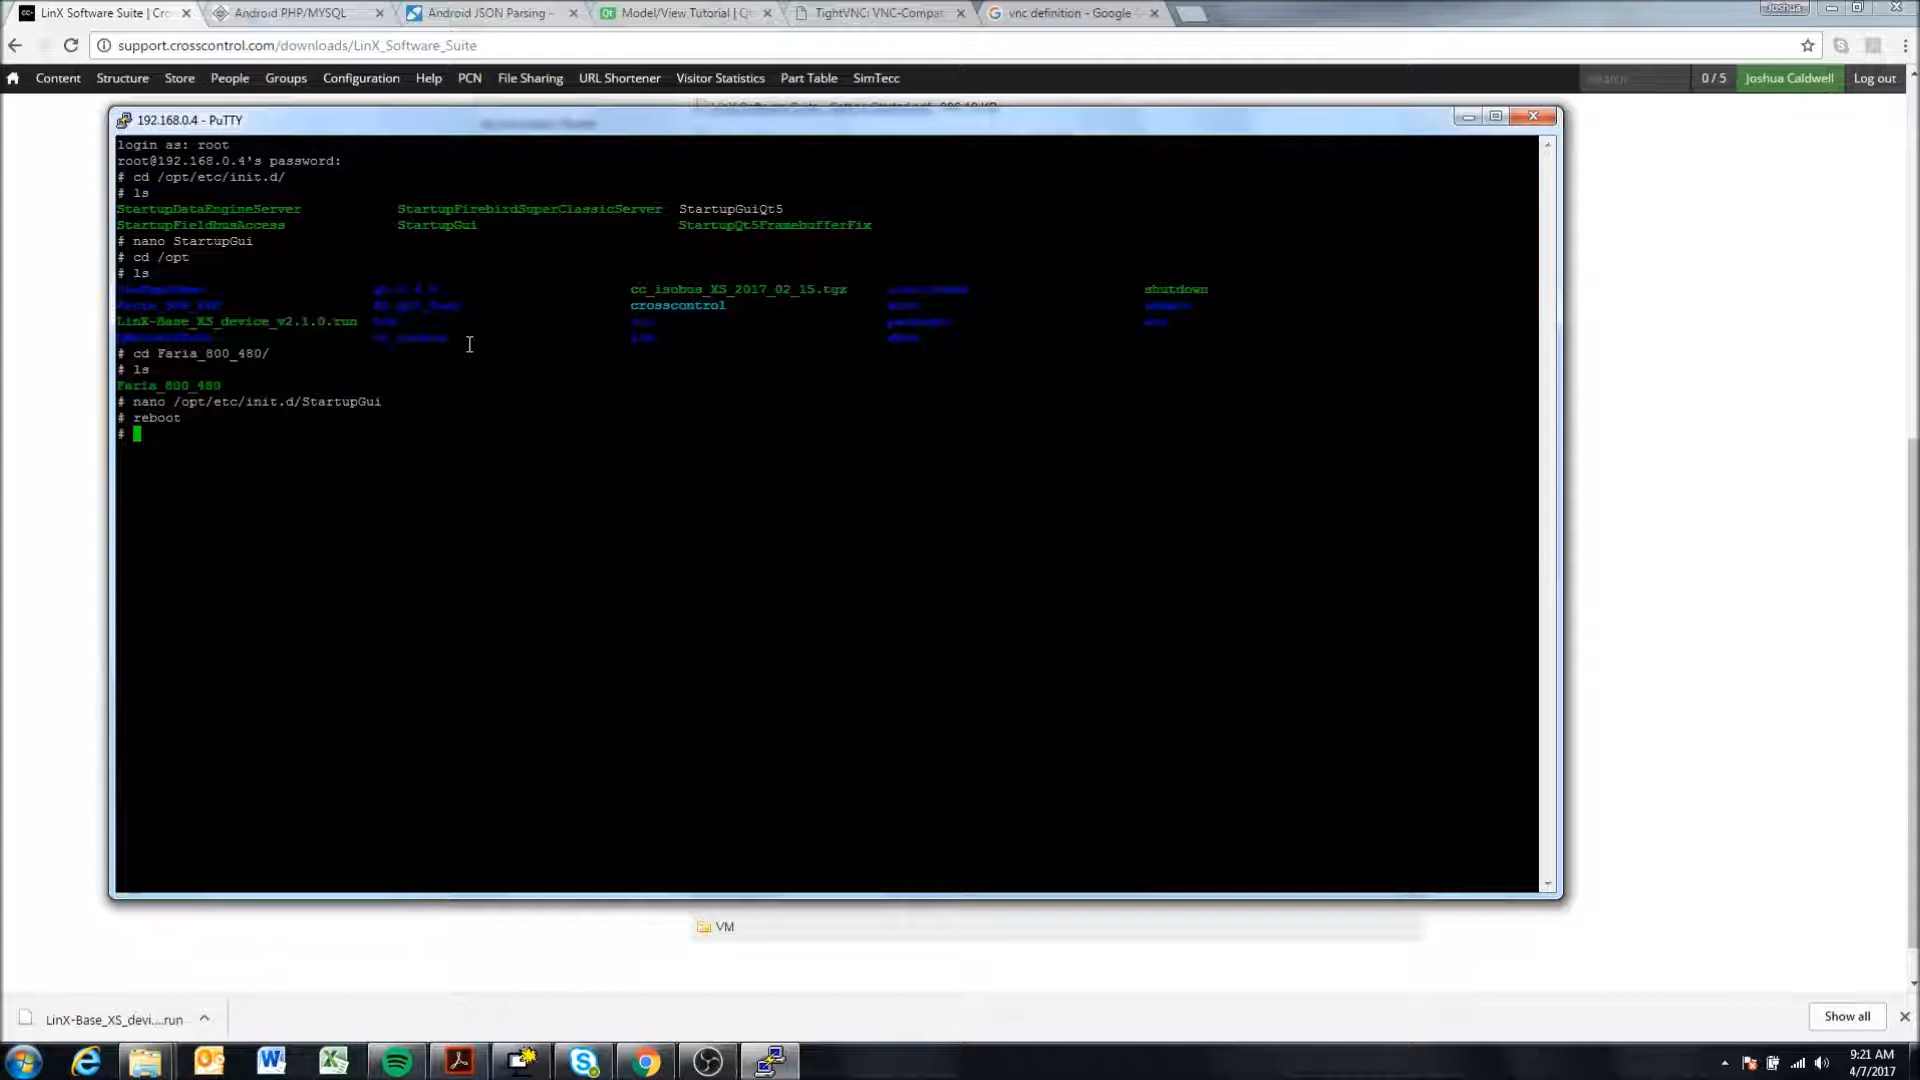 LinX Software Suite | Cro
Android PHP/MYSQL
Android JSON Parsing -
Model/View Tutorial | Q
TightVNC: VNC-Compat
vnc definition - Google
Joshua
support.crosscontrol.com/downloads/LinX_Software_Suite
Content Structure Store People Groups Configuration Help PCN File Sharing URL Shortener Visitor Statistics Part Table SimTecc
0 / 5 Joshua Caldwell Log out
192.168.0.4 - PuTTY
login as: root
root@192.168.0.4's password:
# cd /opt/etc/init.d/
# ls
StartupDataEngineServer StartupFirebirdSuperClassicServer StartupGuiQt5
StartupFieldbusAccess StartupGui StartupQt5FramebufferFix
# nano StartupGui
# cd /opt
# ls
cc_isobus_XS_2017_02_15.tgz shutdown
crosscontrol
LinX-Base_XS_device_v2.1.0.run
# cd Faria_800_480/
# ls
Faria_800_480
# nano /opt/etc/init.d/StartupGui
# reboot
#
VM
LinX-Base_XS_devi....run
Show all
9:21 AM
4/7/2017